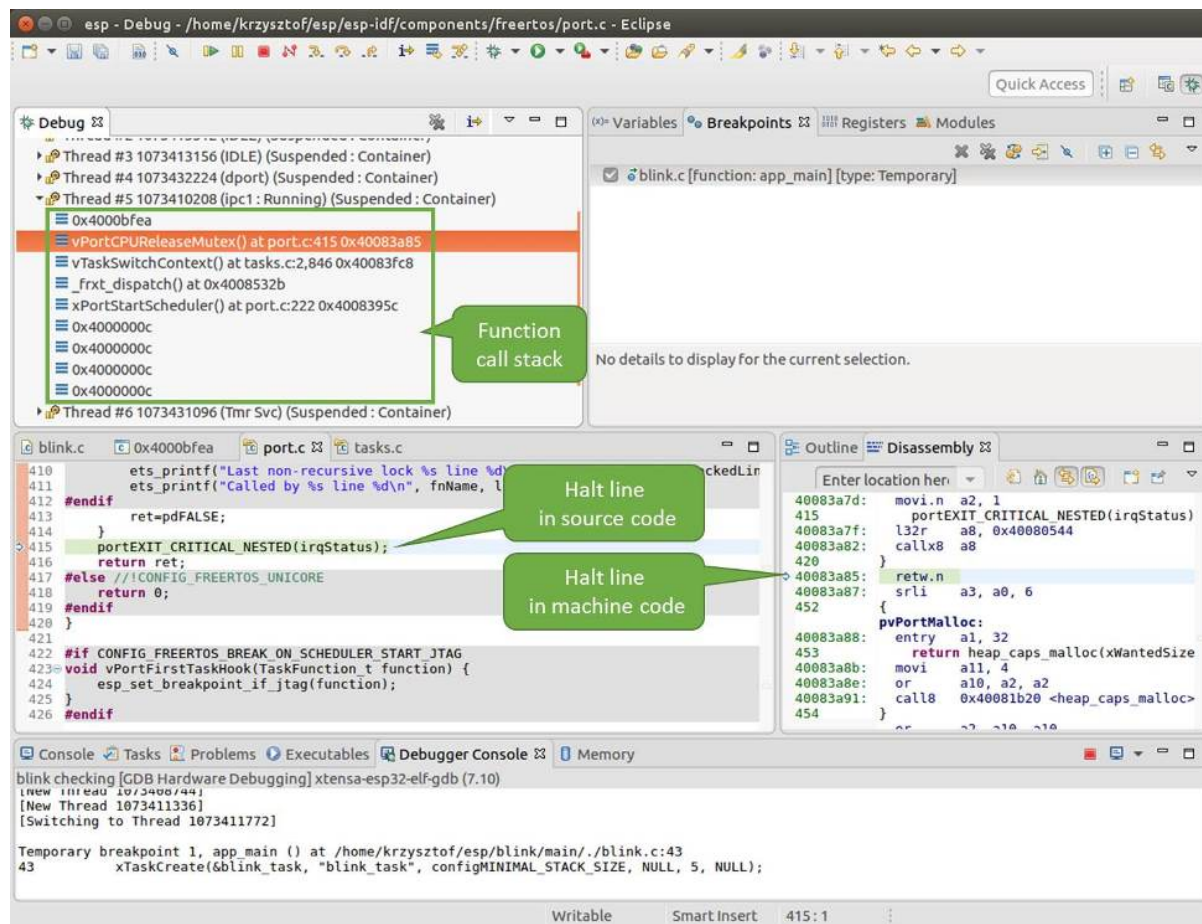 esp - Debug - /home/krzysztof/esp/esp-idf/components/freertos/port.c - Eclipse
Quick Access
Debug
Thread #3 1073413156 (IDLE) (Suspended : Container)
Thread #4 1073432224 (dport) (Suspended : Container)
Thread #5 1073410208 (ipc1 : Running) (Suspended : Container)
0x4000bfea
vPortCPUReleaseMutex() at port.c:415 0x40083a85
vTaskSwitchContext() at tasks.c:2,846 0x40083fc8
_frxt_dispatch() at 0x4008532b
xPortStartScheduler() at port.c:222 0x4008395c
0x4000000c
0x4000000c
0x4000000c
0x4000000c
Thread #6 1073431096 (Tmr Svc) (Suspended : Container)
Function
call stack
(x)= Variables Breakpoints Registers Modules
blink.c [function: app_main] [type: Temporary]
No details to display for the current selection.
blink.c 0x4000bfea port.c tasks.c
410 ets_printf("Last non-recursive lock %s line %d ckedLin
411 ets_printf("Called by %s line %d\n", fnName, l
412 #endif
413 ret=pdFALSE;
414 }
415 portEXIT_CRITICAL_NESTED(irqStatus);
416 return ret;
417 #else //!CONFIG_FREERTOS_UNICORE
418 return 0;
419 #endif
420 }
421
422 #if CONFIG_FREERTOS_BREAK_ON_SCHEDULER_START_JTAG
423 void vPortFirstTaskHook(TaskFunction_t function) {
424 esp_set_breakpoint_if_jtag(function);
425 }
426 #endif
Halt line
in source code
Halt line
in machine code
Outline Disassembly
Enter location her
40083a7d: movi.n a2, 1
415 portEXIT_CRITICAL_NESTED(irqStatus)
40083a7f: l32r a8, 0x40080544
40083a82: callx8 a8
420 }
40083a85: retw.n
40083a87: srli a3, a0, 6
452 {
pvPortMalloc:
40083a88: entry a1, 32
453 return heap_caps_malloc(xWantedSize
40083a8b: movi a11, 4
40083a8e: or a10, a2, a2
40083a91: call8 0x40081b20 <heap_caps_malloc>
454 }
Console Tasks Problems Executables Debugger Console Memory
blink checking [GDB Hardware Debugging] xtensa-esp32-elf-gdb (7.10)
[New Thread 1073408744]
[New Thread 1073411336]
[Switching to Thread 1073411772]
Temporary breakpoint 1, app_main () at /home/krzysztof/esp/blink/main/./blink.c:43
43 xTaskCreate(&blink_task, "blink_task", configMINIMAL_STACK_SIZE, NULL, 5, NULL);
Writable Smart Insert 415 : 1